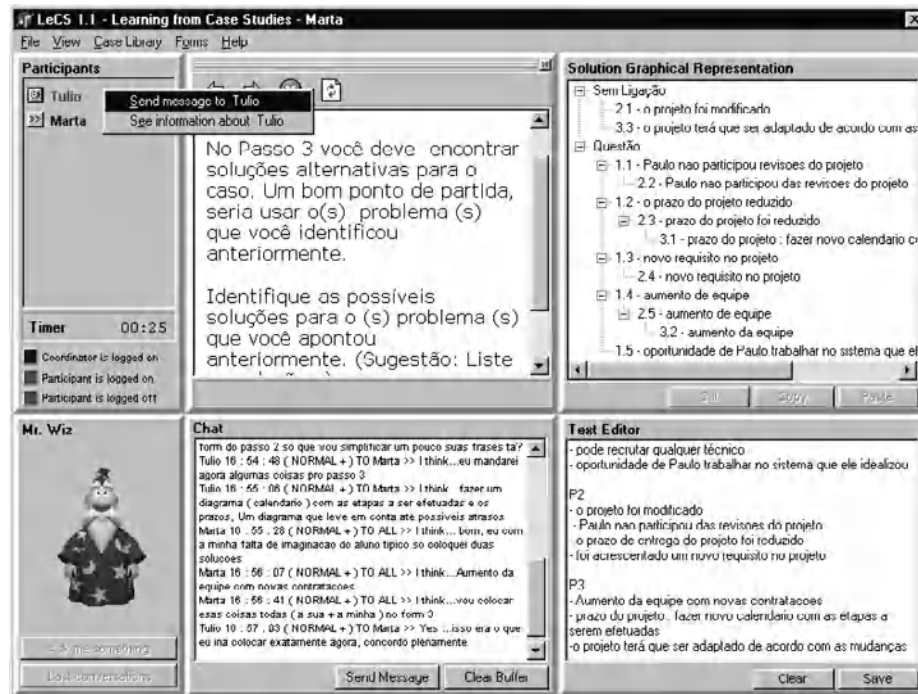 LeCS 1.1 - Learning from Case Studies - Marta
File View Case Library Forms Help
Participants
Tulio
Marta
Send message to Tulio
See information about Tulio
Timer 00:25
Coordinator is logged on
Participant is logged on
Participant is logged off
No Passo 3 você deve encontrar
soluções alternativas para o
caso. Um bom ponto de partida,
seria usar o(s) problema (s)
que você identificou
anteriormente.
Identifique as possíveis
soluções para o (s) problema (s)
que você apontou
anteriormente. (Sugestão: Liste
Solution Graphical Representation
Sem Ligação
2.1 - o projeto foi modificado
3.3 - o projeto terá que ser adaptado de acordo com as
Questão
1.1 - Paulo nao participou revisoes do projeto
2.2 - Paulo nao participou das revisoes do projeto
1.2 - o prazo do projeto reduzido
2.3 - prazo do projeto foi reduzido
3.1 - prazo do projeto : fazer novo calendario c
1.3 - novo requisito no projeto
2.4 - novo requisito no projeto
1.4 - aumento de equipe
2.5 - aumento de equipe
3.2 - aumento da equipe
1.5 - oportunidade de Paulo trabalhar no sistema que el
Cut Copy Paste
Mr. Wiz
Ask me something
Last conversations
Chat
form do passo 2 so que vou simplificar um pouco suas frases ta?
Tulio 16 : 54 : 48 ( NORMAL + ) TO Marta >> I think...eu mandarei
agora algumas coisas pro passo 3
Tulio 16 : 55 : 06 ( NORMAL + ) TO Marta >> I think...fazer um
diagrama ( calendario ) com as etapas a ser efetuadas e os
prazos, Um diagrama que leve em conta até possiveis atrasos
Marta 16 : 55 : 28 ( NORMAL + ) TO ALL >> I think... bom, eu com
a minha falta de imaginacao do aluno tipico so coloquei duas
solucoes
Marta 16 : 56 : 07 ( NORMAL + ) TO ALL >> I think...Aumento da
equipe com novas contratacoes
Marta 16 : 56 : 41 ( NORMAL + ) TO ALL >> I think...vou colocar
esas coisas todas ( a sua + a minha ) no form 3
Tulio 16 : 57 : 03 ( NORMAL + ) TO Marta >> Yes ...isso era o que
eu ina colocar exatamente agora, concordo plenamente
Send Message Clear Buffer
Text Editor
- pode recrutar qualquer técnico
- oportunidade de Paulo trabalhar no sistema que ele idealizou
P2
- o projeto foi modificado
- Paulo nao participou das revisoes do projeto
- o prazo de entrega do projeto foi reduzido
- foi acrescentado um novo requisito no projeto
P3
- Aumento da equipe com novas contratacoes
- prazo do projeto : fazer novo calendario com as etapas a
serem efetuadas
-o projeto terá que ser adaptado de acordo com as mudanças
Clear Save